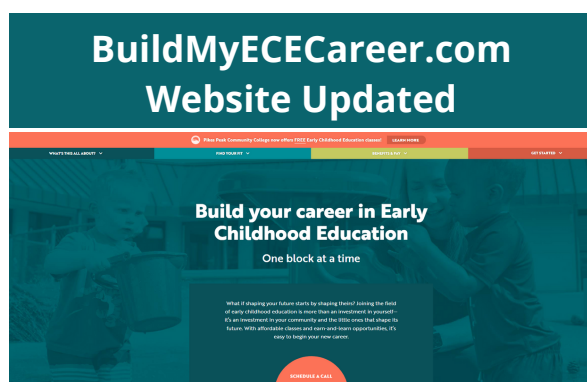 BuildMyECECareer.com
Website Updated
Pikes Peak Community College now offers FREE Early Childhood Education classes!
LEARN MORE
WHAT'S THIS ALL ABOUT?
FIND YOUR FIT
BENEFITS & PAY
GET STARTED
Build your career in Early
Childhood Education
One block at a time
What if shaping your future starts by shaping theirs? Joining the field
of early childhood education is more than an investment in yourself–
it's an investment in your community and the little ones that shape its
future. With affordable classes and earn-and-learn opportunities, it's
easy to begin your new career.
SCHEDULE A CALL